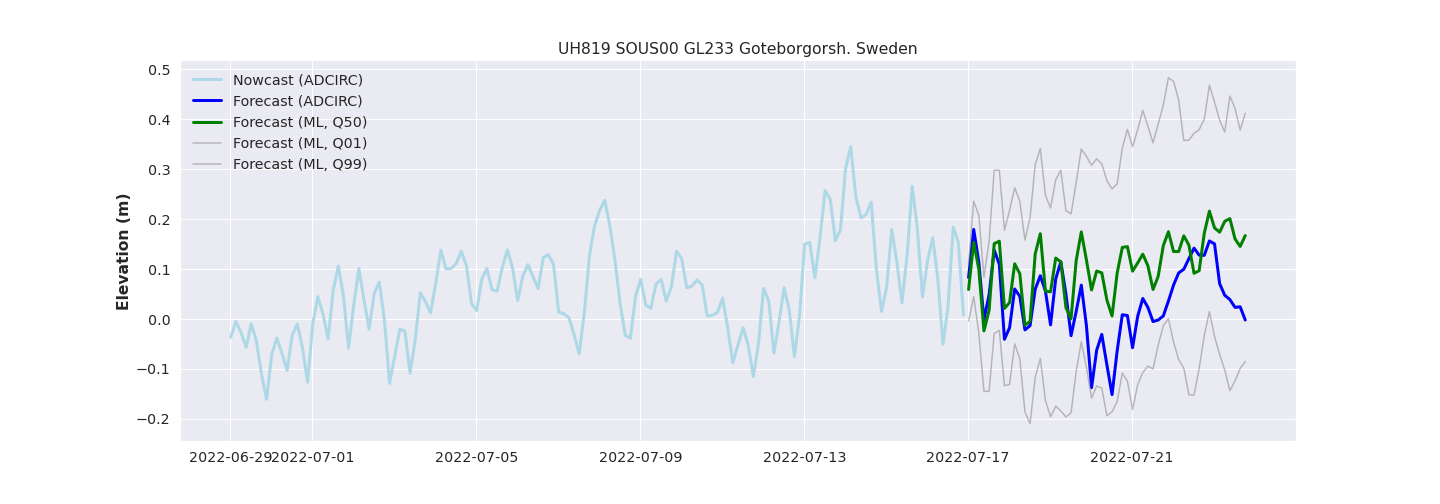 UH819 SOUS00 GL233 Goteborgorsh. Sweden
0.5
0.4
0.3
0.2
0.1
0.0
−0.1
−0.2
Elevation (m)
Nowcast (ADCIRC)
Forecast (ADCIRC)
Forecast (ML, Q50)
Forecast (ML, Q01)
Forecast (ML, Q99)
2022-06-29 2022-07-01 2022-07-05 2022-07-09 2022-07-13 2022-07-17 2022-07-21